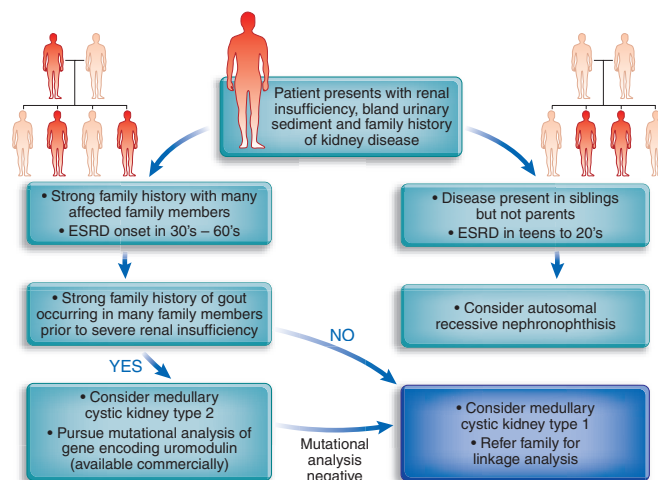 Patient presents with renal
insufficiency, bland urinary
sediment and family history
of kidney disease
• Strong family history with many
affected family members
• ESRD onset in 30's – 60's
• Disease present in siblings
but not parents
• ESRD in teens to 20's
• Strong family history of gout
occurring in many family members
prior to severe renal insufficiency
• Consider autosomal
recessive nephronophthisis
NO
YES
• Consider medullary
cystic kidney type 2
• Pursue mutational analysis of
gene encoding uromodulin
(available commercially)
Mutational
analysis
negative
• Consider medullary
cystic kidney type 1
• Refer family for
linkage analysis